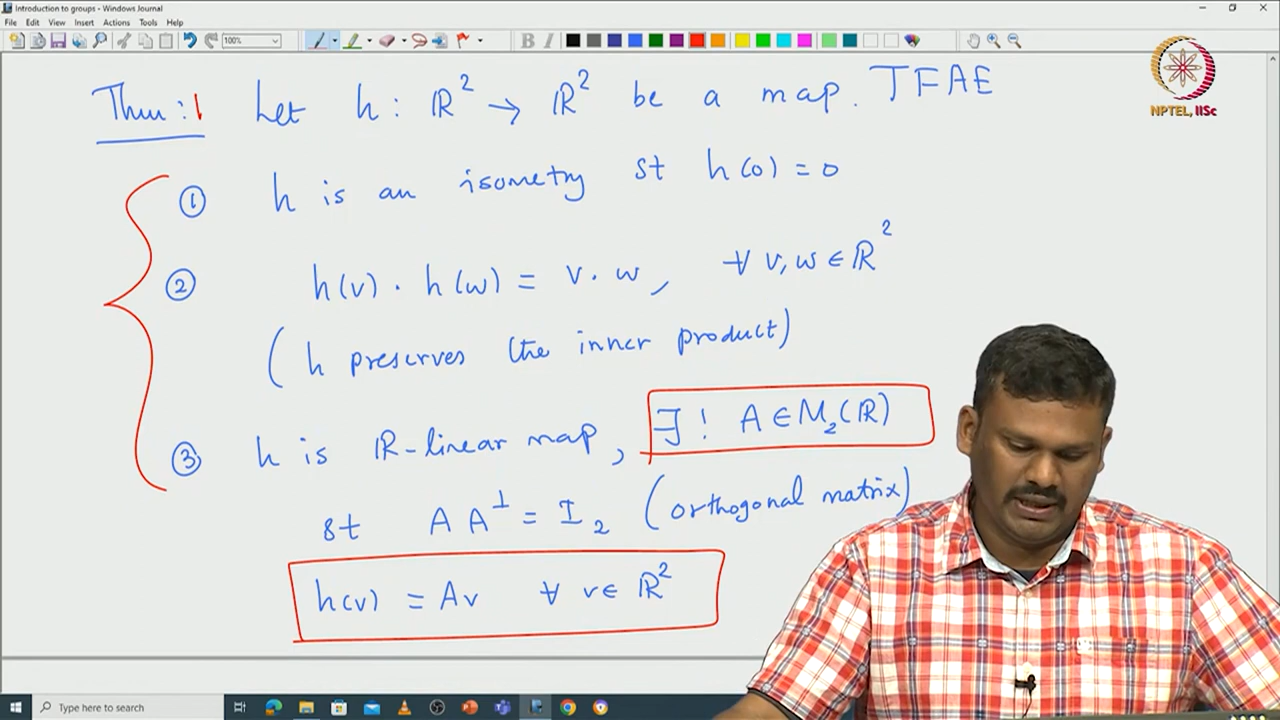 Introduction to groups - Windows Journal
File Edit View Insert Actions Tools Help
100%
B I
NPTEL, IISc
Thm: 1 Let h: ℝ² → ℝ² be a map. TFAE
① h is an isometry st h(0) = 0
② h(v) · h(w) = v · w, ∀ v, w ∈ ℝ²
(h preserves the inner product)
③ h is ℝ-linear map, ∃! A ∈ M₂(ℝ)
st A A^⊥ = I₂ (orthogonal matrix)
h(v) = Av ∀ v ∈ ℝ²
Type here to search